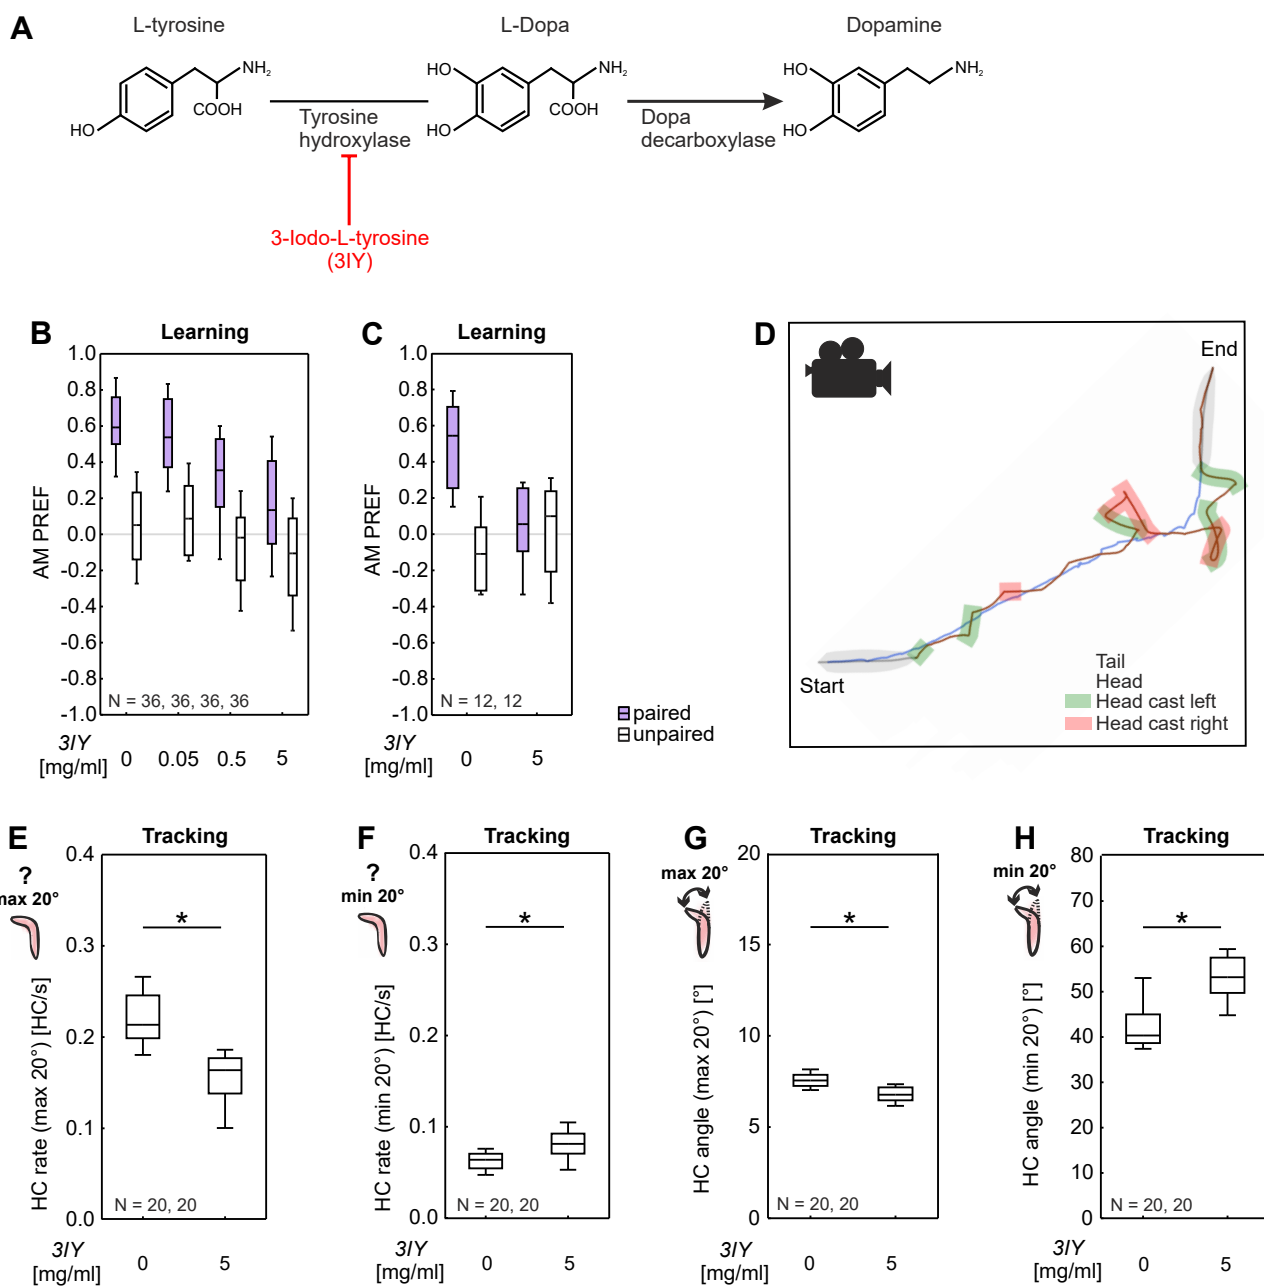 A
L-tyrosine
L-Dopa
Dopamine
NH₂
COOH
HO
HO
HO
NH₂
COOH
HO
HO
NH₂
Tyrosine
hydroxylase
Dopa
decarboxylase
3-Iodo-L-tyrosine
(3IY)
B
Learning
AM PREF
1.0
0.8
0.6
0.4
0.2
0.0
-0.2
-0.4
-0.6
-0.8
-1.0
N = 36, 36, 36, 36
3IY
[mg/ml]
0 0.05 0.5 5
C
Learning
AM PREF
1.0
0.8
0.6
0.4
0.2
0.0
-0.2
-0.4
-0.6
-0.8
-1.0
N = 12, 12
3IY
[mg/ml]
0 5
paired
unpaired
D
End
Start
Tail
Head
Head cast left
Head cast right
E
Tracking
?
max 20°
HC rate (max 20°) [HC/s]
0.4
0.3
0.2
0.1
0.0
*
N = 20, 20
3IY
[mg/ml]
0 5
F
Tracking
?
min 20°
HC rate (min 20°) [HC/s]
0.4
0.3
0.2
0.1
0.0
*
N = 20, 20
3IY
[mg/ml]
0 5
G
Tracking
max 20°
HC angle (max 20°) [°]
20
15
10
5
0
*
N = 20, 20
3IY
[mg/ml]
0 5
H
Tracking
min 20°
HC angle (min 20°) [°]
80
70
60
50
40
30
20
10
0
*
N = 20, 20
3IY
[mg/ml]
0 5